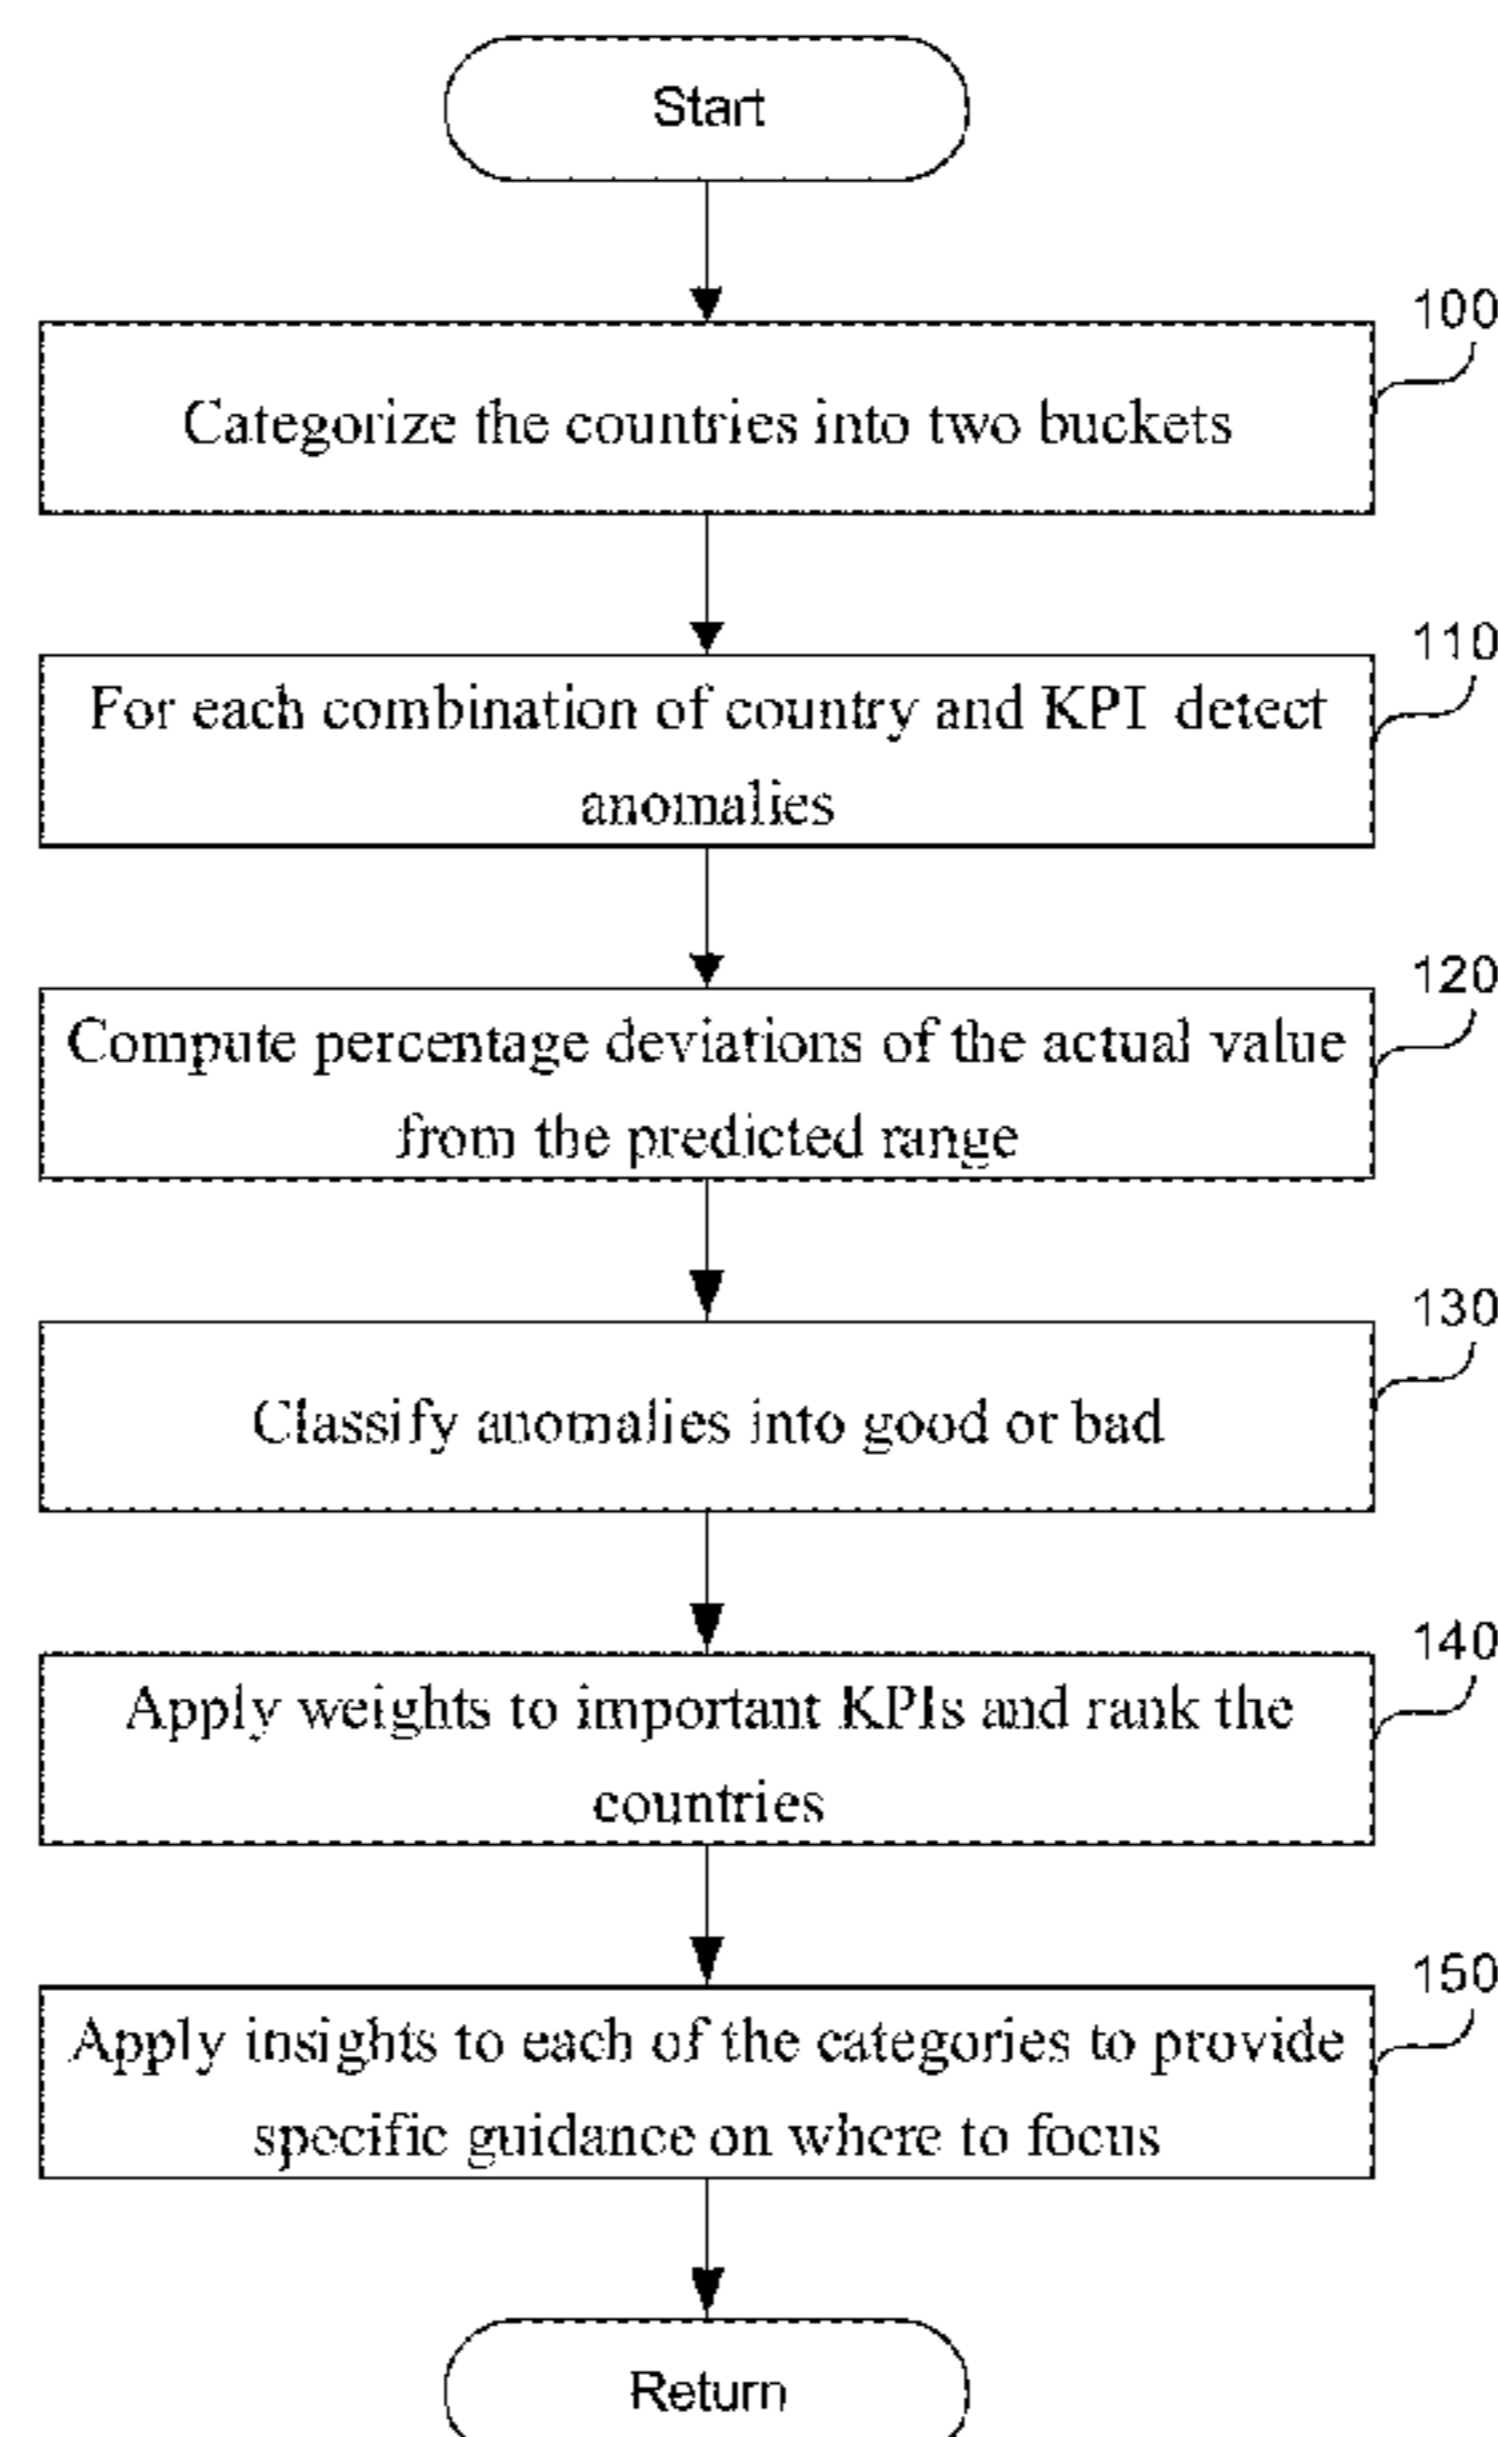 Start
100
Categorize the countries into two buckets
110
For each combination of country and KPI detect
anomalies
120
Compute percentage deviations of the actual value
from the predicted range
130
Classify anomalies into good or bad
140
Apply weights to important KPIs and rank the
countries
150
Apply insights to each of the categories to provide
specific guidance on where to focus
Return